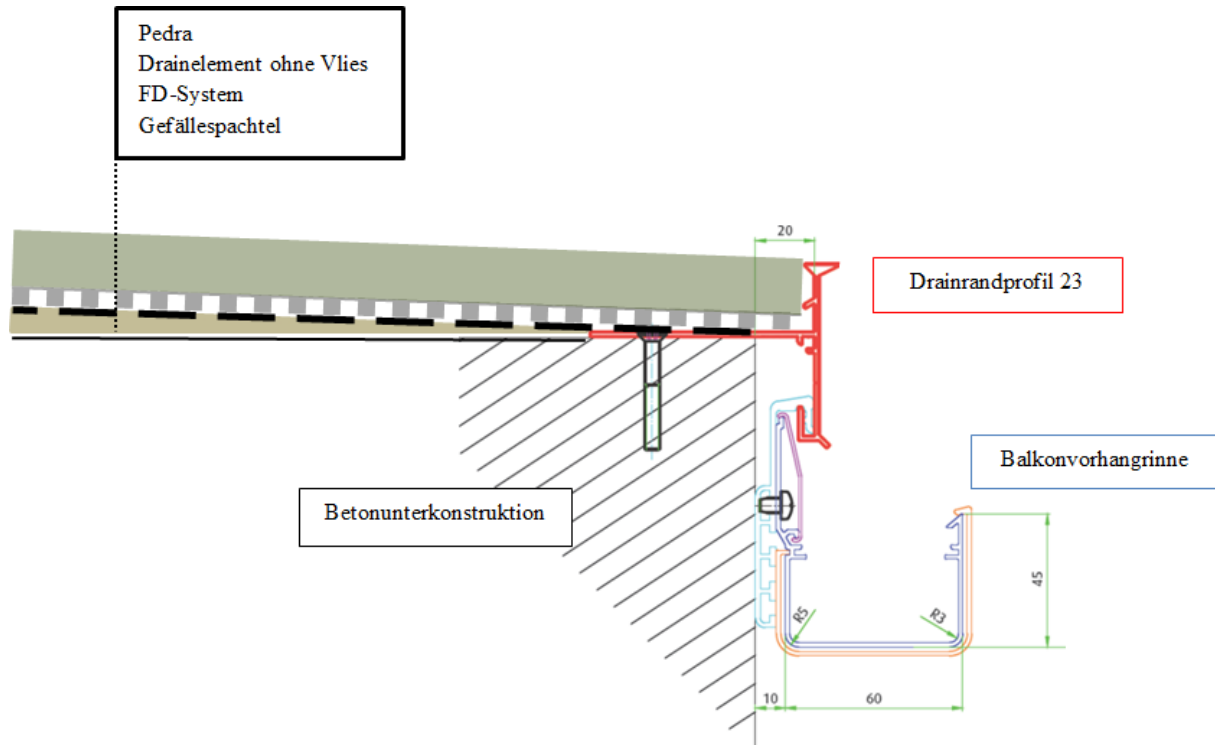 Pedra
Drainelement ohne Vlies
FD-System
Gefällespachtel
20
Drainrandprofil 23
Balkonvorhangrinne
Betonunterkonstruktion
45
R5
R3
10
60